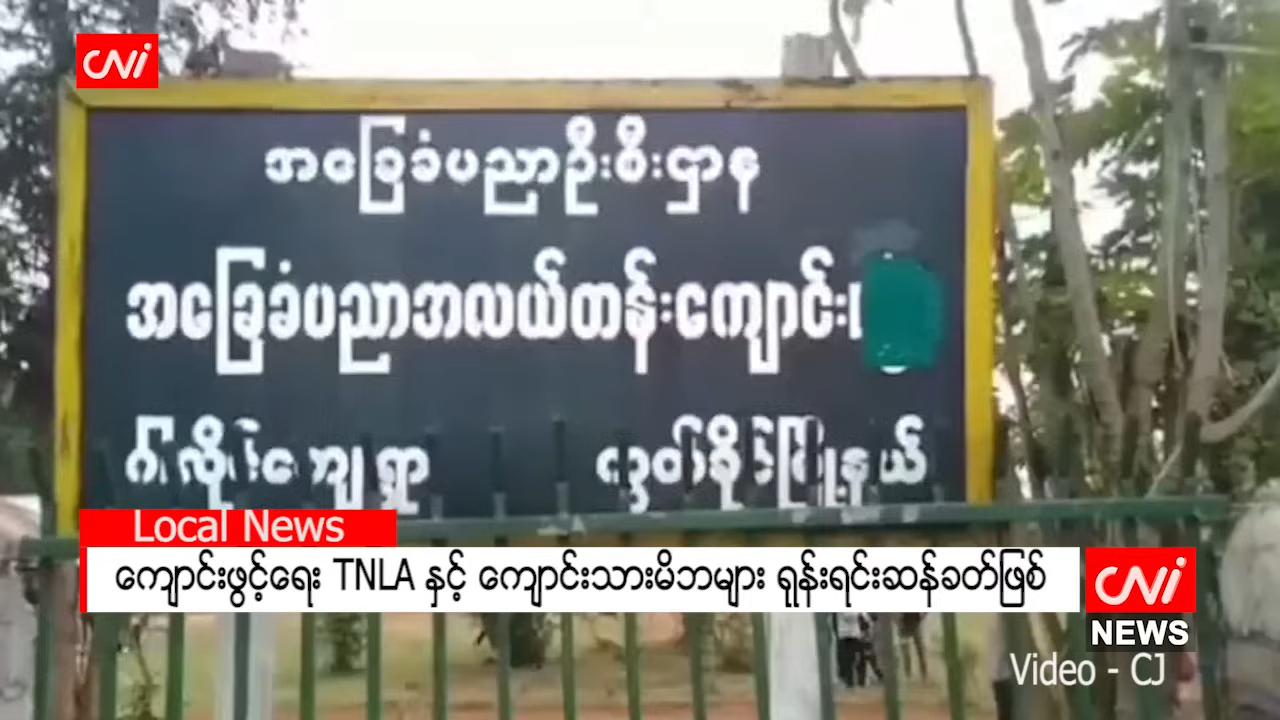 CNi
အခြေခံပညာဦးစီးဌာန
အခြေခံပညာအလယ်တန်းကျောင်း
Local News
ကျောင်းဖွင့်ရေး TNLA နှင့် ကျောင်းသားမိဘများ ရုန်းရင်းဆန်ခတ်ဖြစ်
CNi
NEWS
Video - CJ